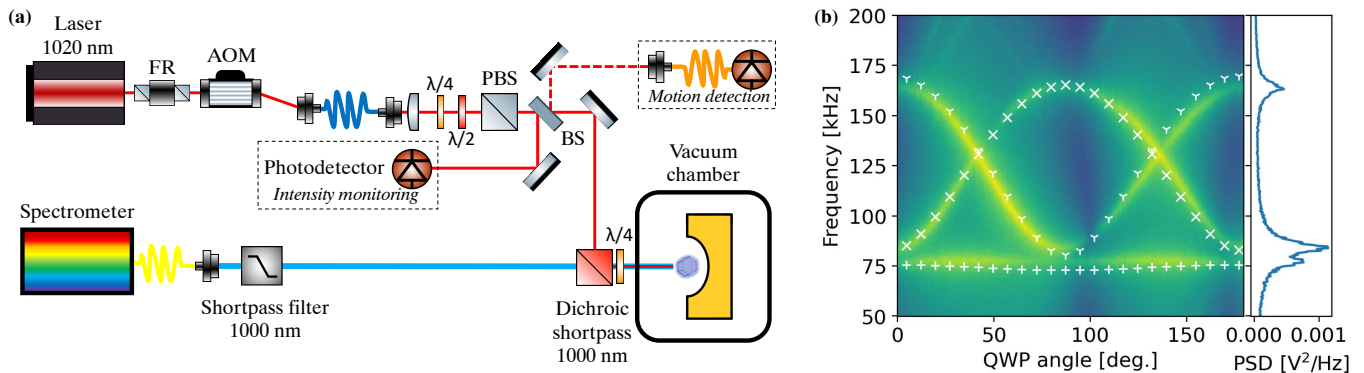 (a)
Laser
1020 nm
FR
AOM
λ/4
λ/2
PBS
BS
Motion detection
Photodetector
Intensity monitoring
Vacuum
chamber
Spectrometer
Shortpass filter
1000 nm
λ/4
Dichroic
shortpass
1000 nm
(b)
Frequency [kHz]
200
175
150
125
100
75
50
0
50
100
150
QWP angle [deg.]
0.000
0.001
PSD [V²/Hz]